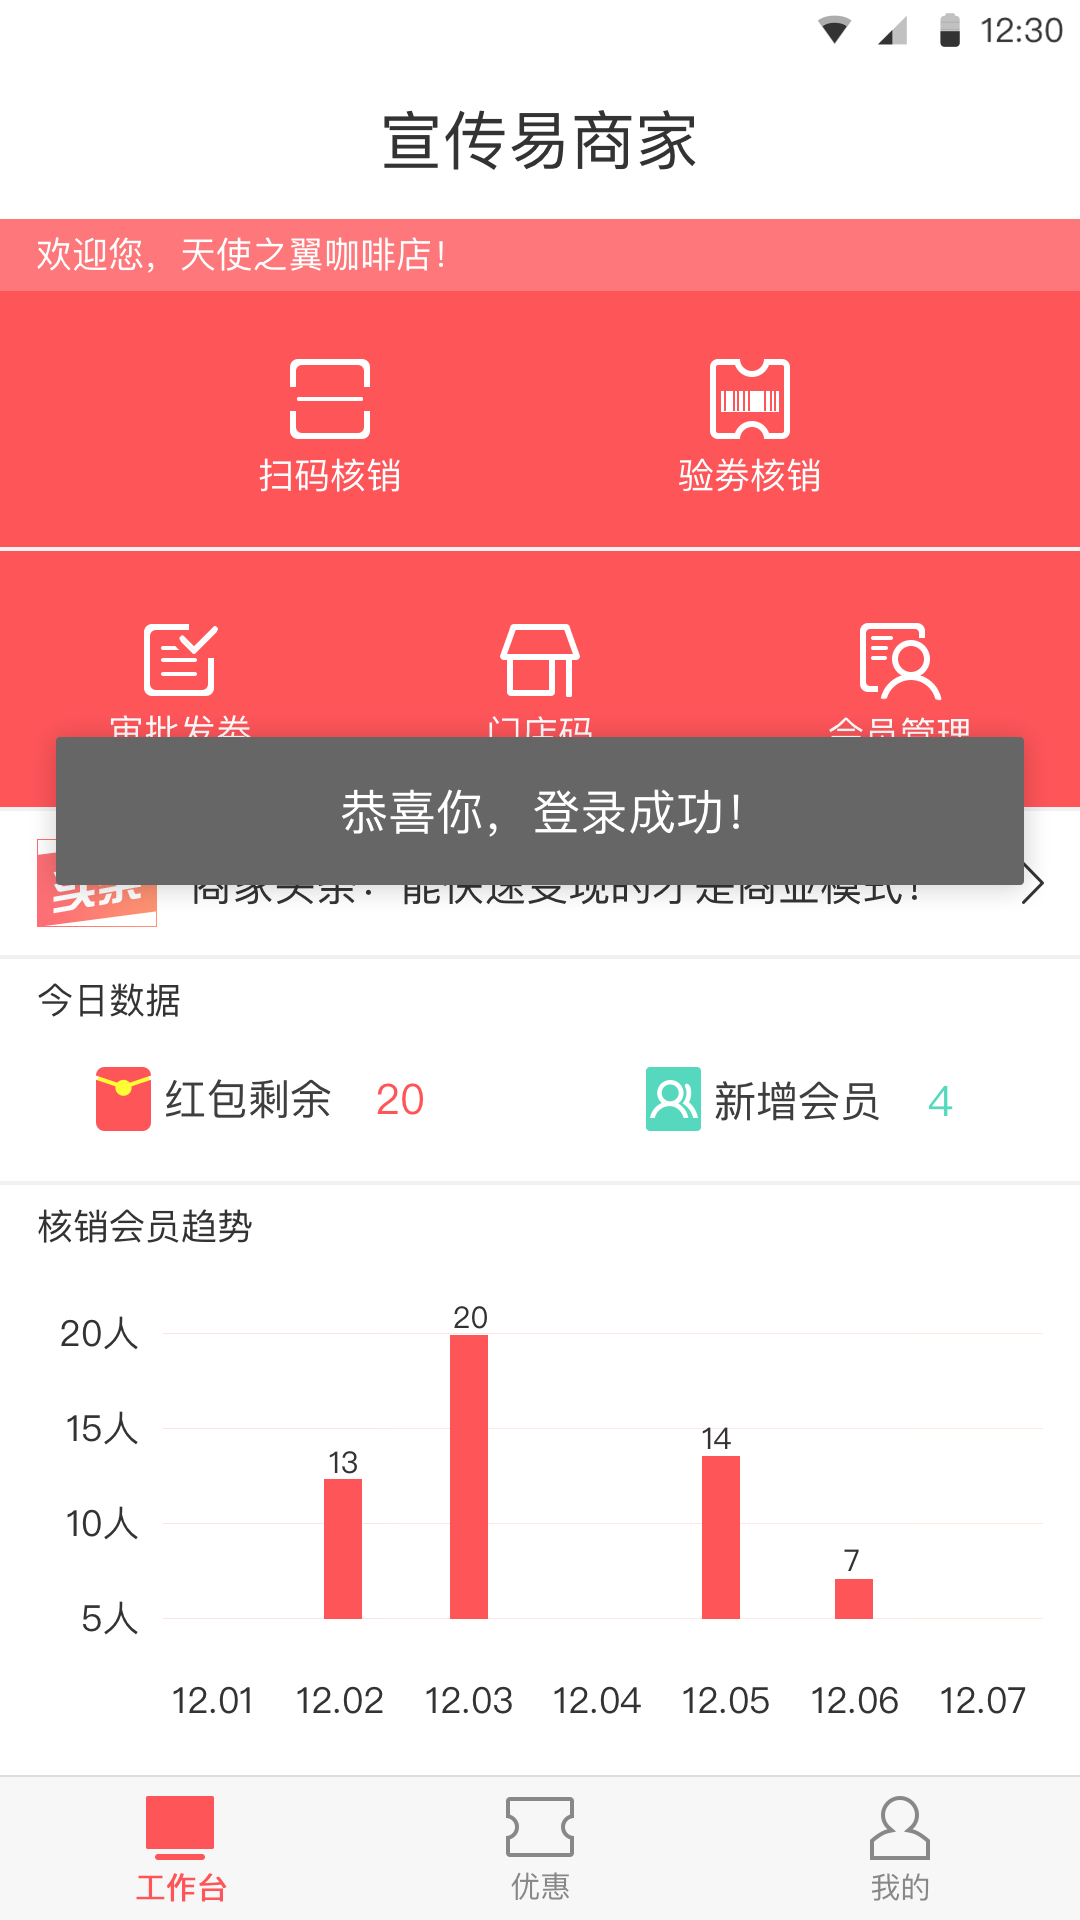 12:30
宣传易商家
欢迎您，天使之翼咖啡店！
扫码核销
验券核销
审批发券
门店码
会员管理
恭喜你，登录成功！
头条
商家头条：能快速变现的才是商业模式！
今日数据
红包剩余 20
新增会员 4
核销会员趋势
20人
15人
10人
5人
13
20
14
7
12.01 12.02 12.03 12.04 12.05 12.06 12.07
工作台
优惠
我的